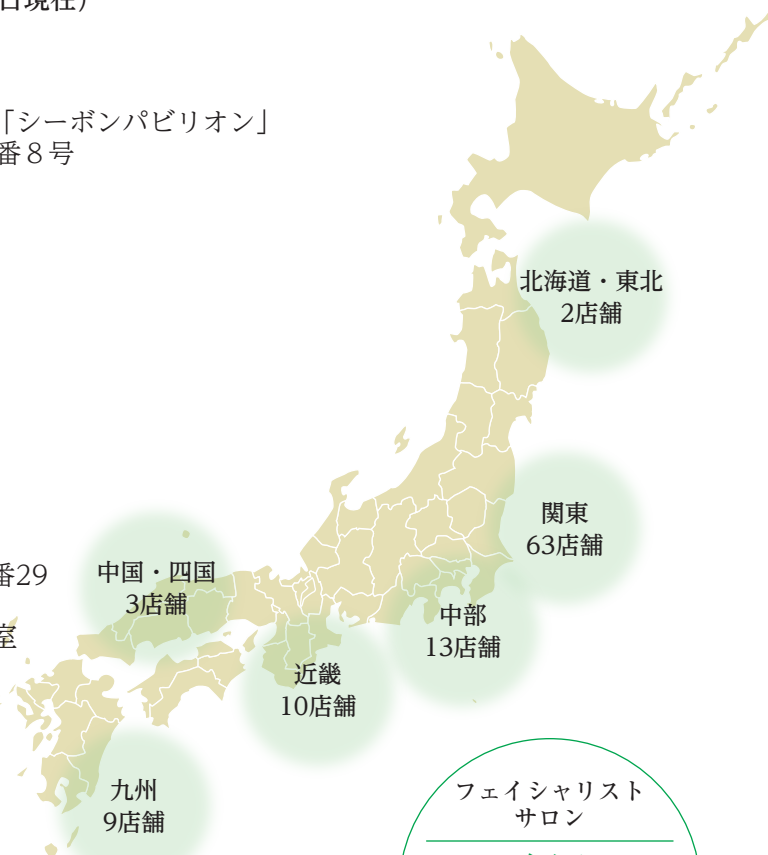 日現在）
「シーボンパビリオン」
番８号
北海道・東北
2店舗
関東
63店舗
番29
室
中国・四国
3店舗
中部
13店舗
近畿
10店舗
九州
9店舗
フェイシャリスト
サロン